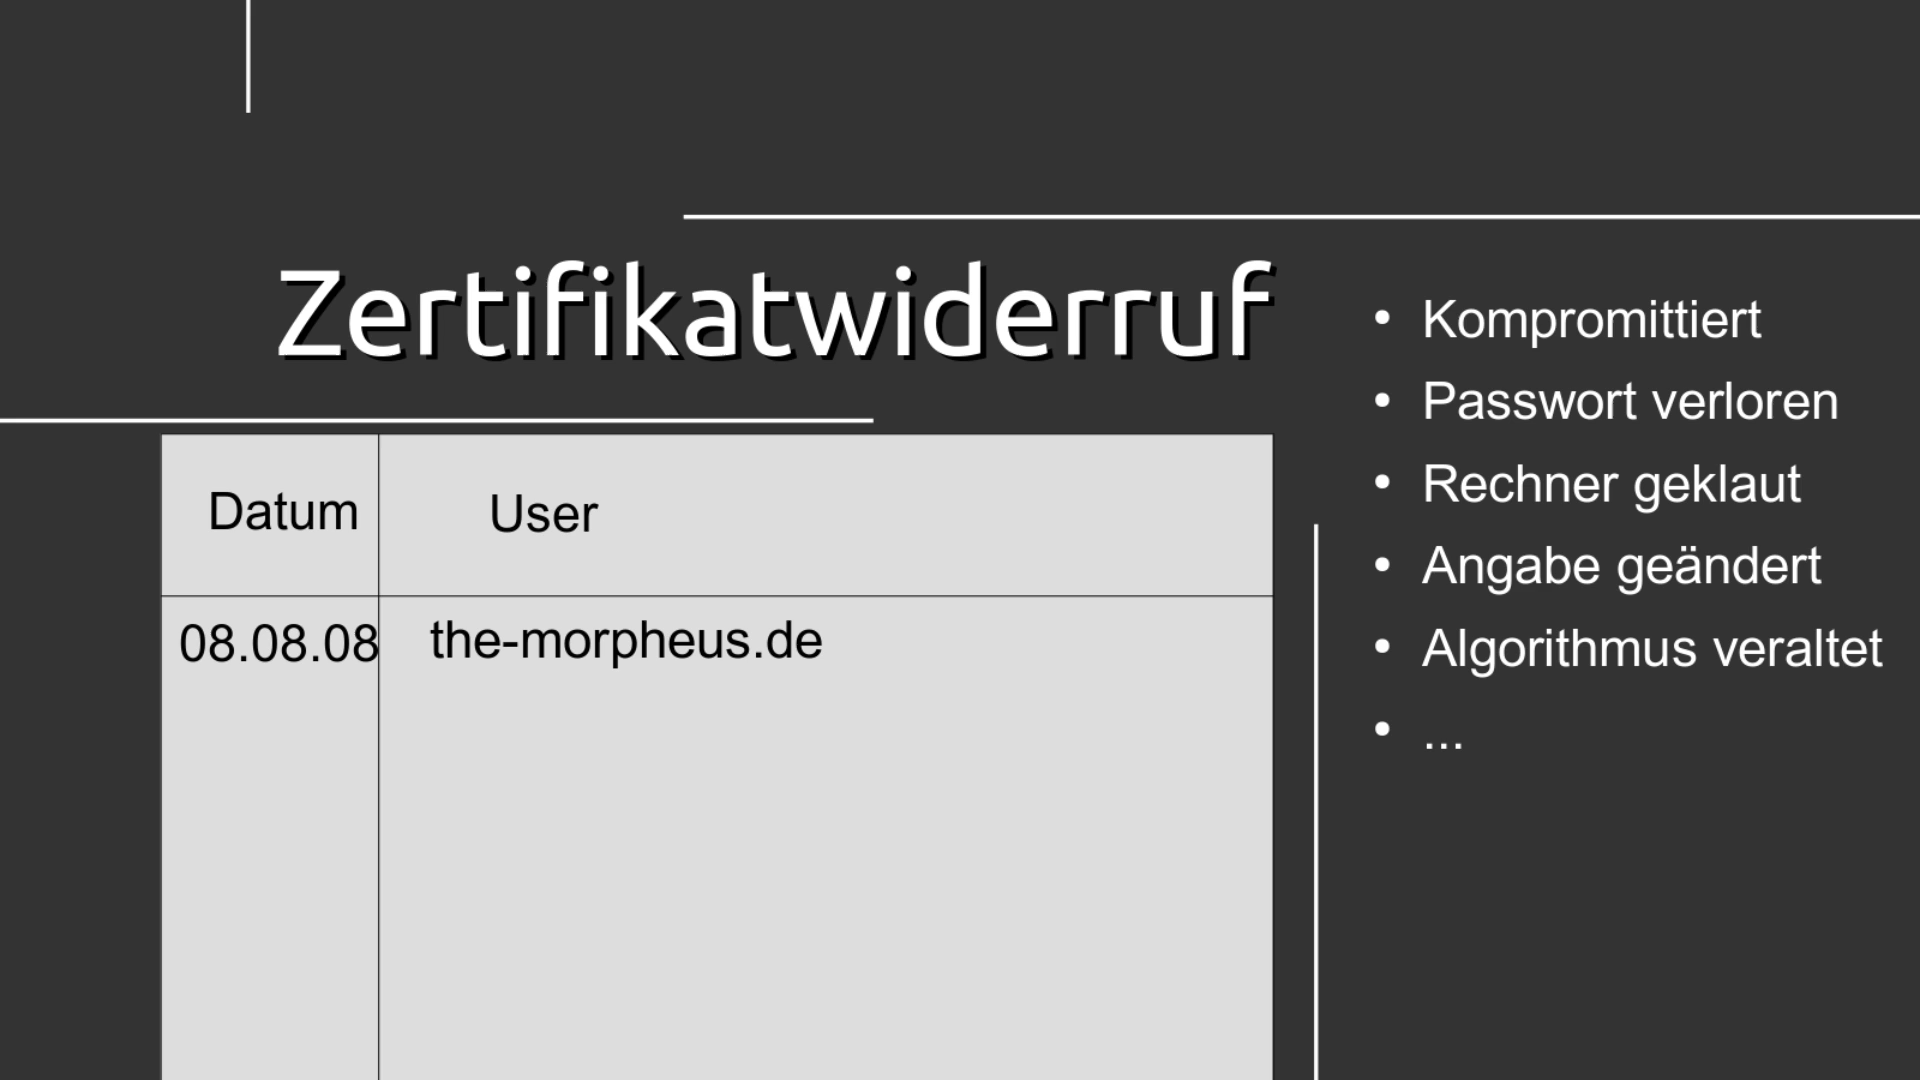 Zertifikatwiderruf
Datum User
08.08.08 the-morpheus.de
• Kompromittiert
• Passwort verloren
• Rechner geklaut
• Angabe geändert
• Algorithmus veraltet
• ...